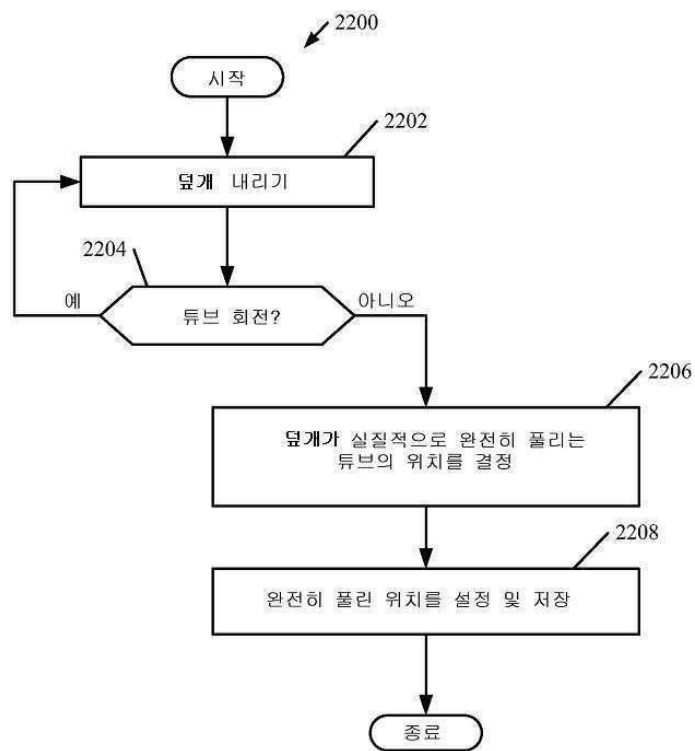 2200
시작
2202
덮개 내리기
2204
예
튜브 회전?
아니오
2206
덮개가 실질적으로 완전히 풀리는
튜브의 위치를 결정
2208
완전히 풀린 위치를 설정 및 저장
종료